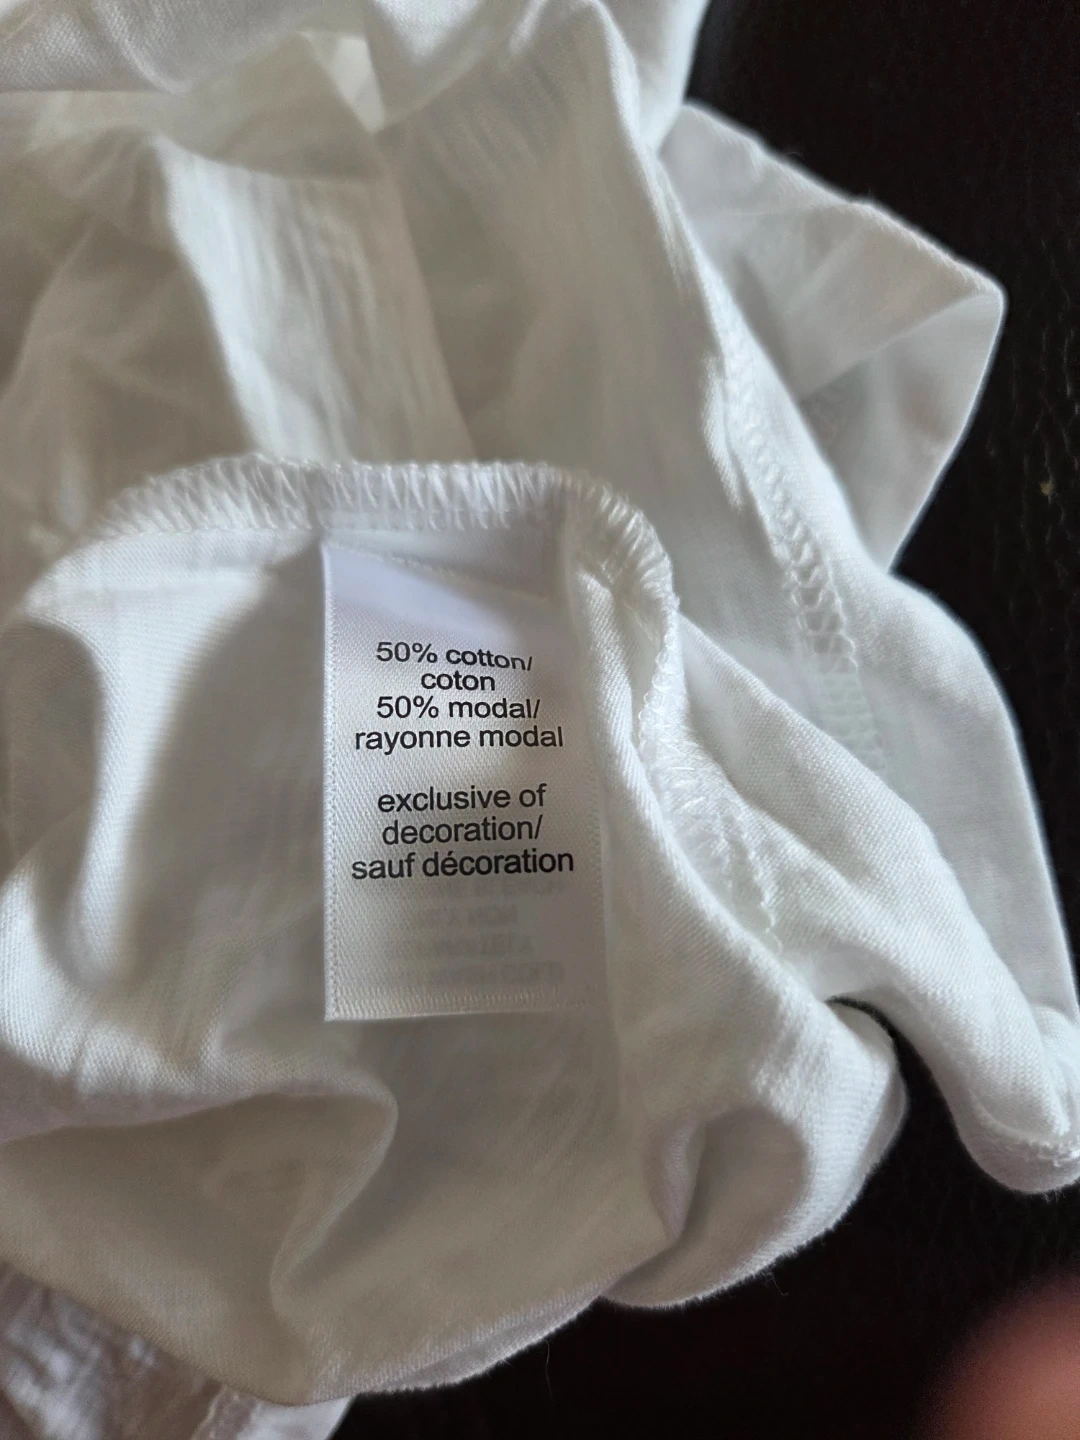 50% cotton/
coton
50% modal/
rayonne modal
exclusive of
decoration/
sauf décoration